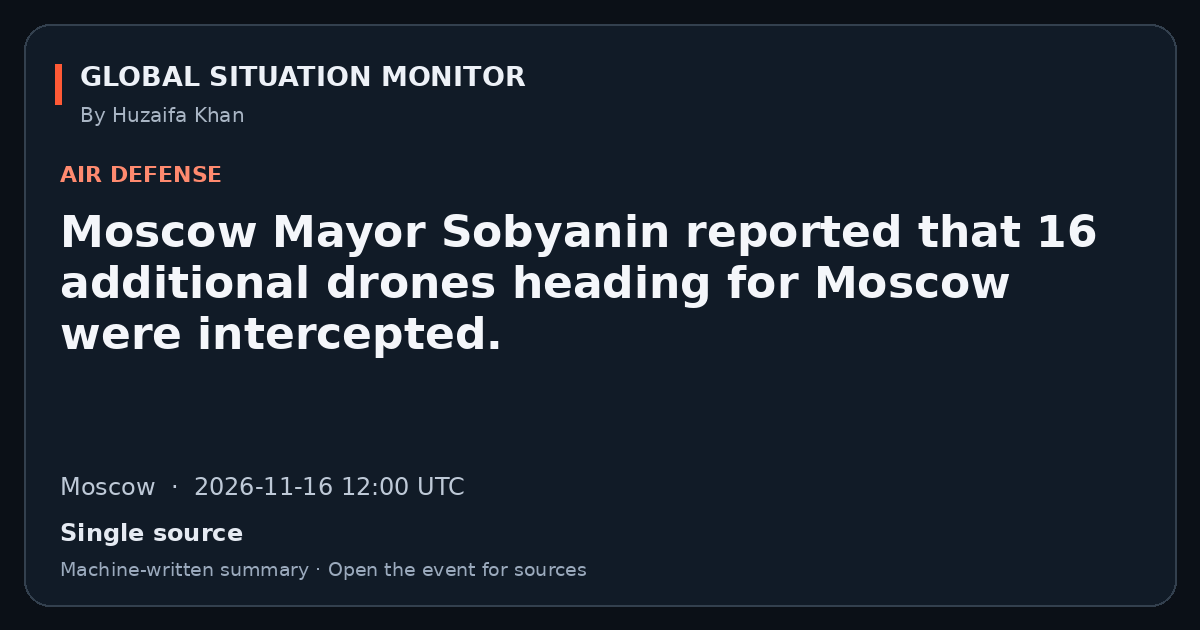 GLOBAL SITUATION MONITOR
By Huzaifa Khan
AIR DEFENSE
Moscow Mayor Sobyanin reported that 16
additional drones heading for Moscow
were intercepted.
Moscow · 2026-11-16 12:00 UTC
Single source
Machine-written summary · Open the event for sources